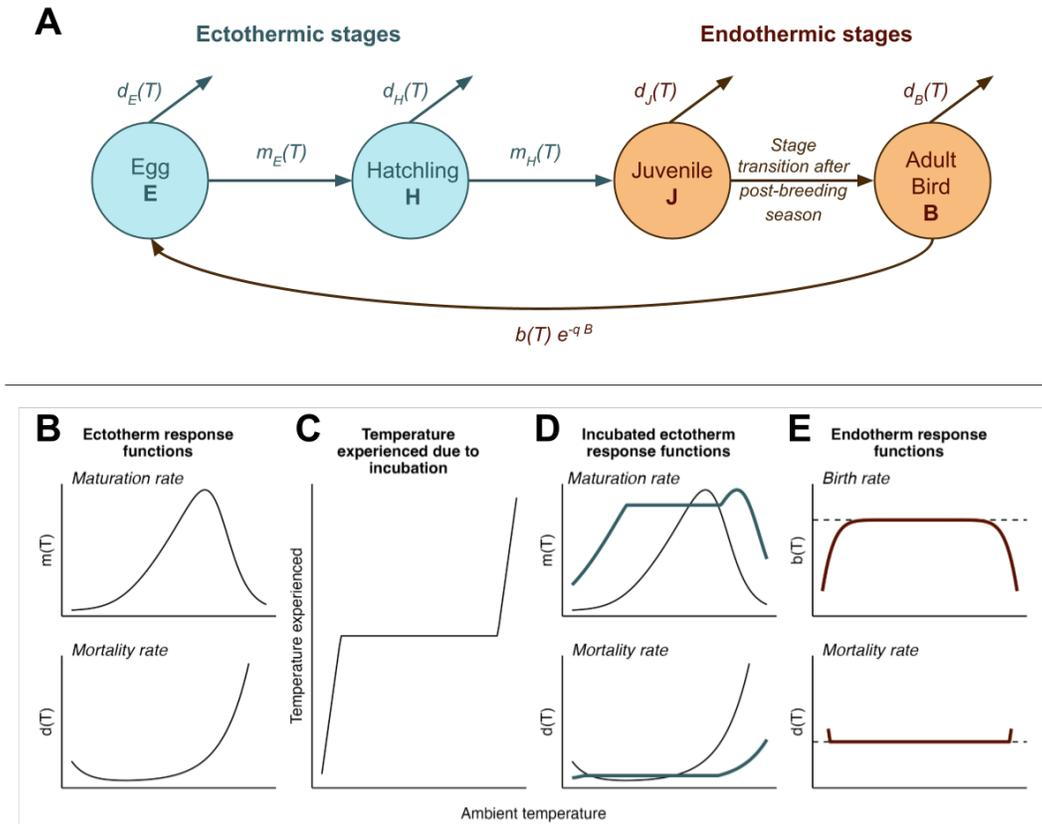 A
Ectothermic stages
Endothermic stages
d_E(T)
d_H(T)
d_J(T)
d_B(T)
Egg
E
m_E(T)
Hatchling
H
m_H(T)
Juvenile
J
Stage
transition after
post-breeding
season
Adult
Bird
B
b(T) e^{-q B}
B
Ectotherm response
functions
Maturation rate
m(T)
Mortality rate
d(T)
C
Temperature
experienced due to
incubation
Temperature experienced
D
Incubated ectotherm
response functions
Maturation rate
m(T)
Mortality rate
d(T)
E
Endotherm response
functions
Birth rate
b(T)
Mortality rate
d(T)
Ambient temperature